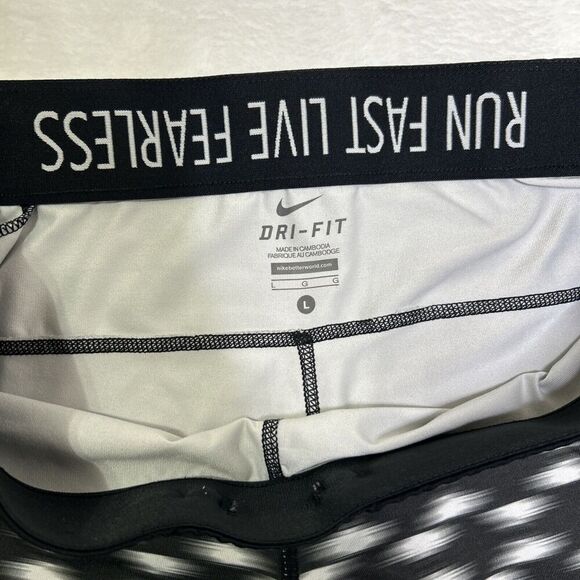 RUN FAST LIVE FEARLESS
DRI-FIT
MADE IN CAMBODIA
FABRIQUE AU CAMBODGE
nikebetterworld.com
L G G
L